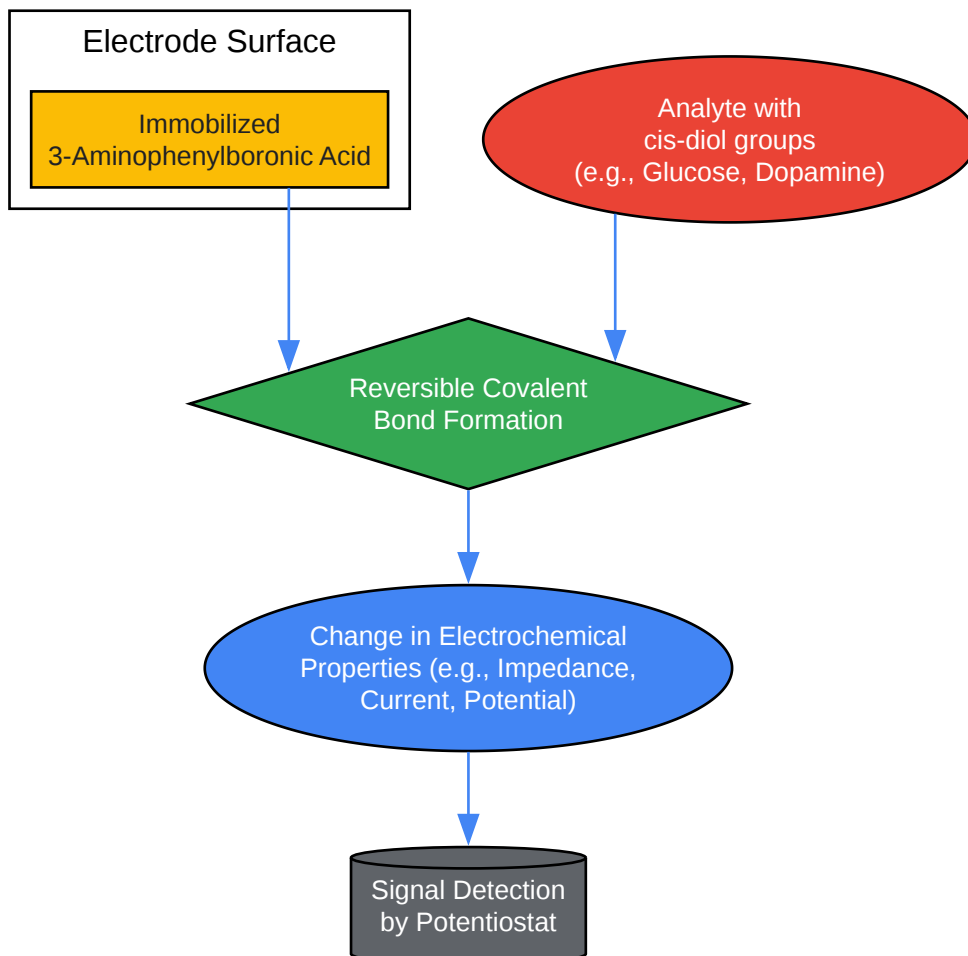 Electrode Surface
Immobilized
3-Aminophenylboronic Acid
Analyte with
cis-diol groups
(e.g., Glucose, Dopamine)
Reversible Covalent
Bond Formation
Change in Electrochemical
Properties (e.g., Impedance,
Current, Potential)
Signal Detection
by Potentiostat